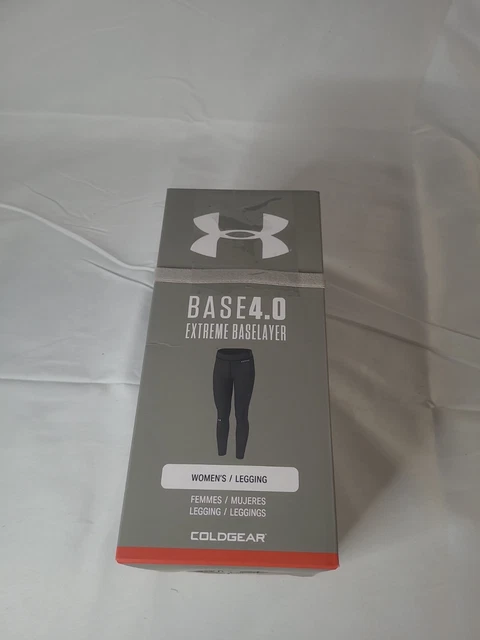 BASE4.0
EXTREME BASELAYER
WOMEN'S / LEGGING
FEMMES / MUJERES
LEGGING / LEGGINGS
COLDGEAR